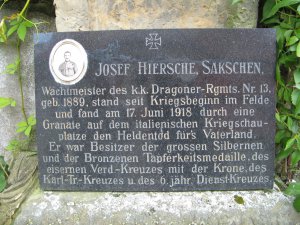 JOSEF HIERSCHE, SAKSCHEN,
Wachtmeister des k.k. Dragoner-Rgmts. Nr. 13,
geb. 1889, stand seit Kriegsbeginn im Felde
und fand am 17. Juni 1918 durch eine
Granate auf dem italienischen Kriegschau-
platze den Heldentod für's Vaterland.
Er war Besitzer der grossen Silbernen
und der Bronzenen Tapferkeitsmedaille, des
eisernen Verd-Kreuzes mit der Krone, des
Karl-Tr-Kreuzes u. des 6. jähr. Dienst-Kreuzes.